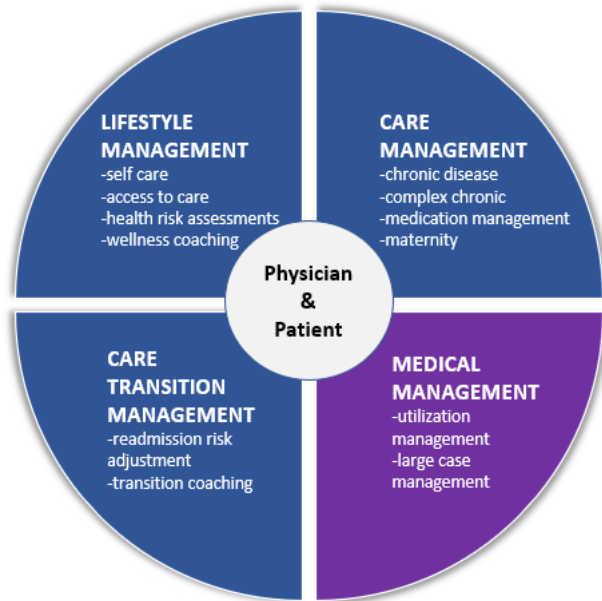 LIFESTYLE
MANAGEMENT
-self care
-access to care
-health risk assessments
-wellness coaching
CARE
MANAGEMENT
-chronic disease
-complex chronic
-medication management
-maternity
Physician
&
Patient
CARE
TRANSITION
MANAGEMENT
-readmission risk
adjustment
-transition coaching
MEDICAL
MANAGEMENT
-utilization
management
-large case
management